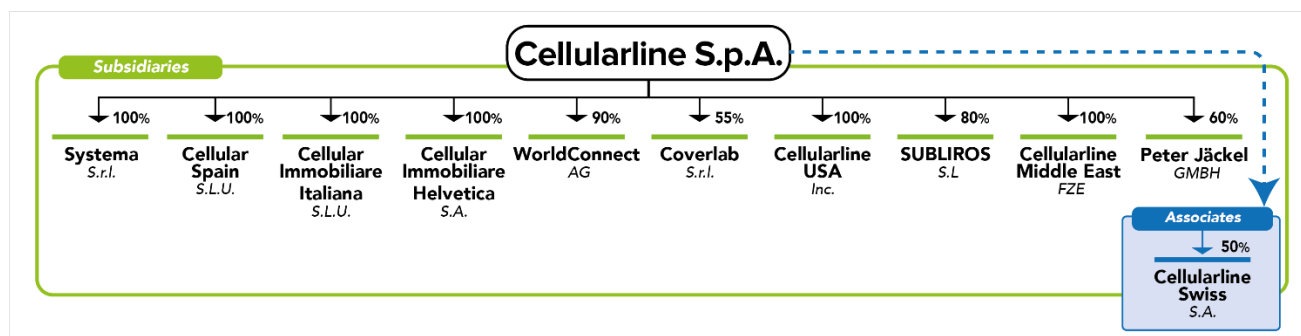 Cellularline S.p.A.
Subsidiaries
100%
Systema
S.r.l.
100%
Cellular
Spain
S.L.U.
100%
Cellular
Immobiliare
Italiana
S.L.U.
100%
Cellular
Immobiliare
Helvetica
S.A.
90%
WorldConnect
AG
55%
Coverlab
S.r.l.
100%
Cellularline
USA
Inc.
80%
SUBLIROS
S.L
100%
Cellularline
Middle East
FZE
60%
Peter Jäckel
GMBH
Associates
50%
Cellularline
Swiss
S.A.